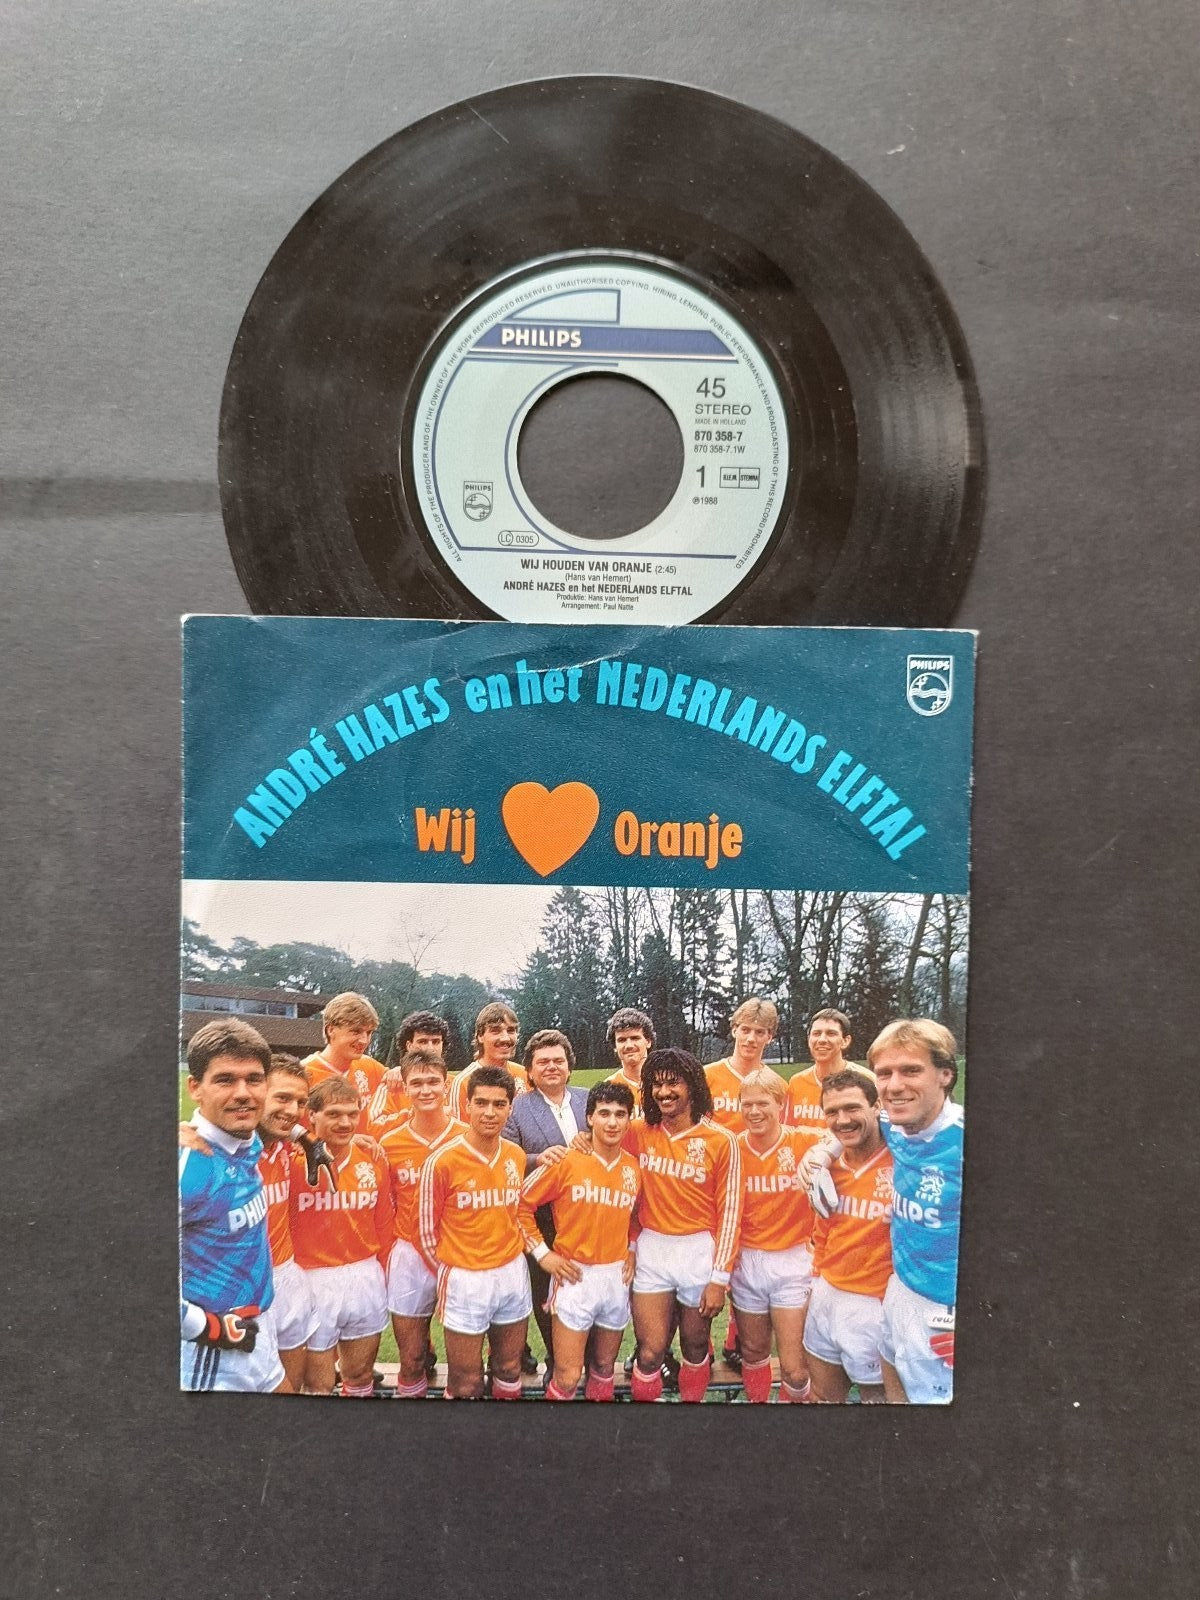 ALL RIGHTS OF THE PRODUCER AND OF THE OWNER OF THE WORK REPRODUCED RESERVED. UNAUTHORISED COPYING, HIRING, LENDING, PUBLIC PERFORMANCE AND BROADCASTING OF THIS RECORD PROHIBITED
PHILIPS
45
STEREO
MADE IN HOLLAND
870 358-7
870 358-7.1W
1
B.I.E.M. STEMRA
℗1988
PHILIPS
LC 0305
WIJ HOUDEN VAN ORANJE (2:45)
(Hans van Hemert)
ANDRÉ HAZES en het NEDERLANDS ELFTAL
Produktie: Hans van Hemert
Arrangement: Paul Natte
PHILIPS
ANDRÉ HAZES en het NEDERLANDS ELFTAL
Wij Oranje
PHILIPS
PHILIPS
PHILIPS
PHILIPS
PHILIPS